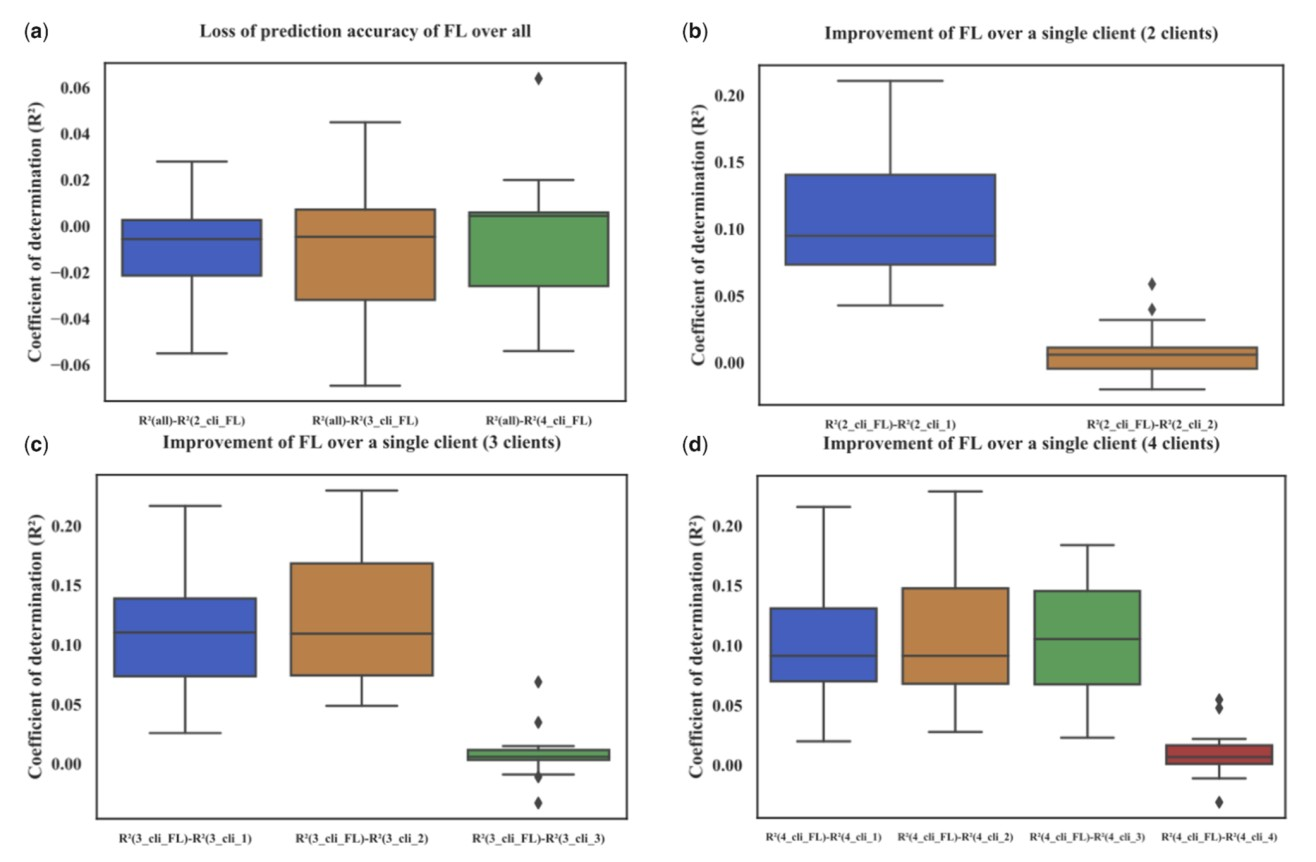 (a) Loss of prediction accuracy of FL over all
Coefficient of determination (R²)
0.06
0.04
0.02
0.00
−0.02
−0.04
−0.06
R²(all)-R²(2_cli_FL) R²(all)-R²(3_cli_FL) R²(all)-R²(4_cli_FL)
(b) Improvement of FL over a single client (2 clients)
Coefficient of determination (R²)
0.20
0.15
0.10
0.05
0.00
R²(2_cli_FL)-R²(2_cli_1) R²(2_cli_FL)-R²(2_cli_2)
(c) Improvement of FL over a single client (3 clients)
Coefficient of determination (R²)
0.20
0.15
0.10
0.05
0.00
R²(3_cli_FL)-R²(3_cli_1) R²(3_cli_FL)-R²(3_cli_2) R²(3_cli_FL)-R²(3_cli_3)
(d) Improvement of FL over a single client (4 clients)
Coefficient of determination (R²)
0.20
0.15
0.10
0.05
0.00
R²(4_cli_FL)-R²(4_cli_1) R²(4_cli_FL)-R²(4_cli_2) R²(4_cli_FL)-R²(4_cli_3) R²(4_cli_FL)-R²(4_cli_4)